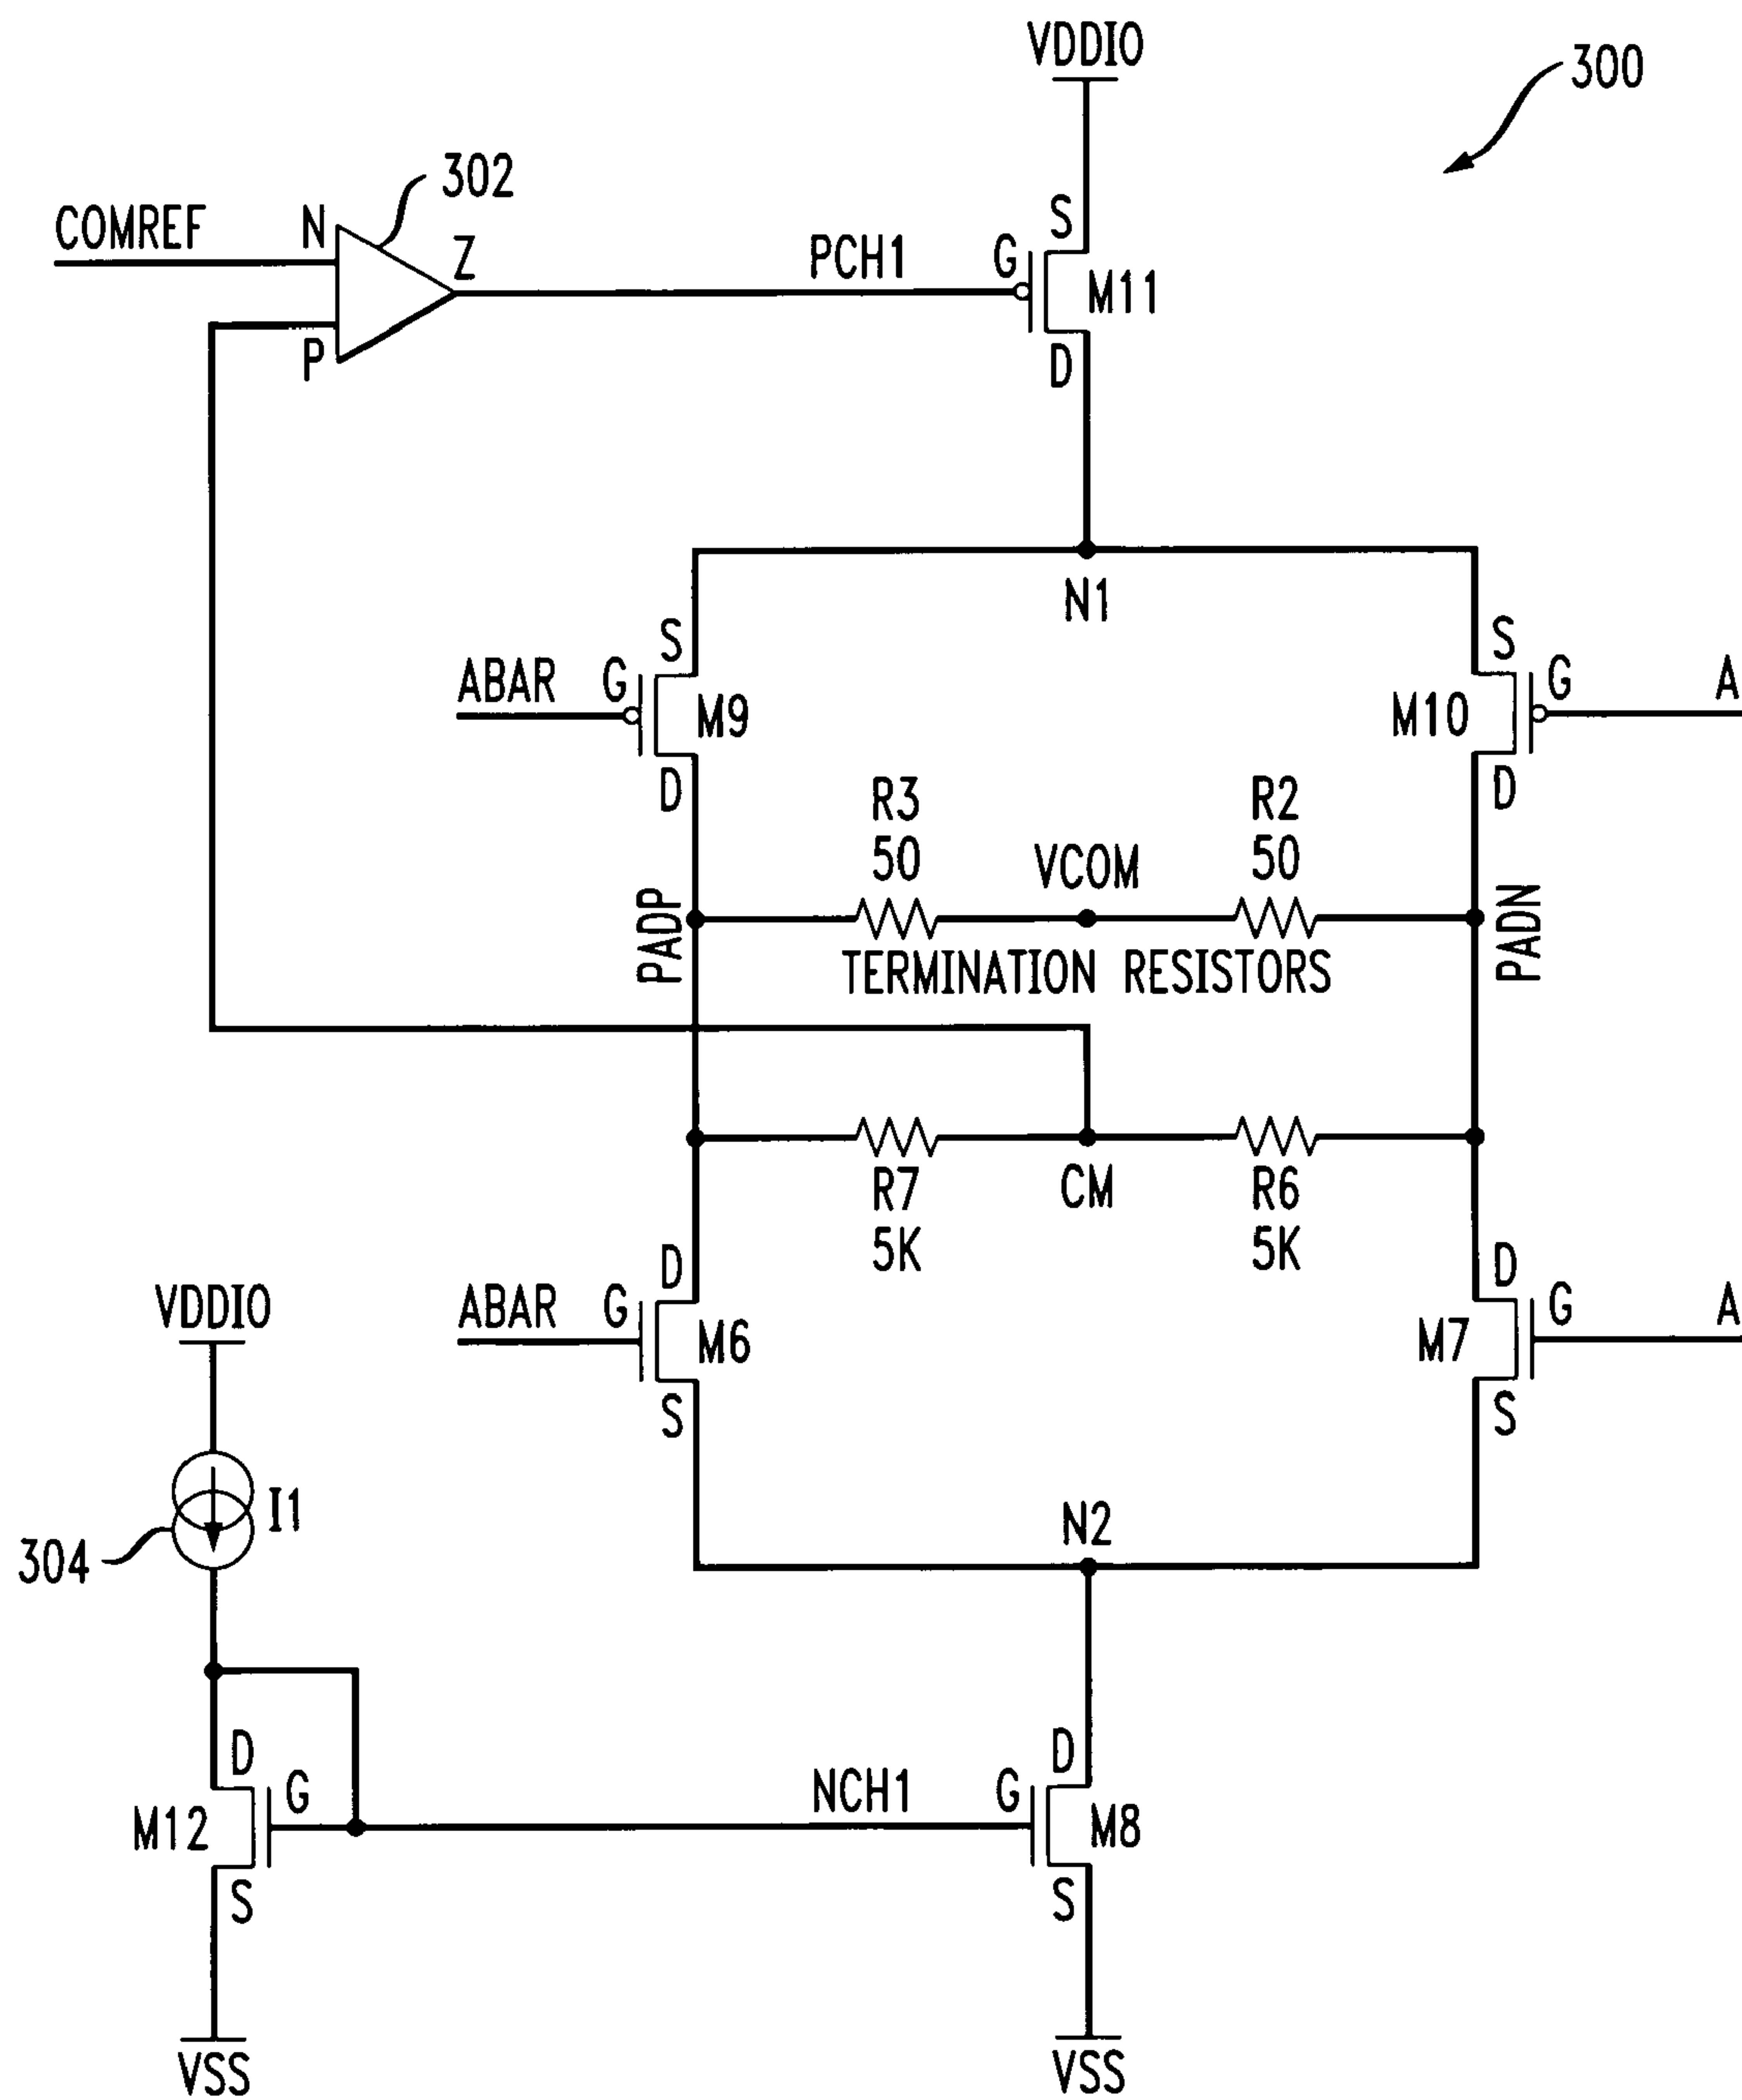 VDDIO
300
302
COMREF N
Z
PCH1
S
G
M11
P
D
N1
S
S
ABAR G
M9
M10
G A
D
D
R3
50
VCOM
R2
50
PADP
PADN
TERMINATION RESISTORS
R7
5K
CM
R6
5K
D
D
VDDIO
ABAR G
M6
M7
G A
S
S
I1
304
N2
D
G
M12
S
NCH1
D
G
M8
S
VSS
VSS